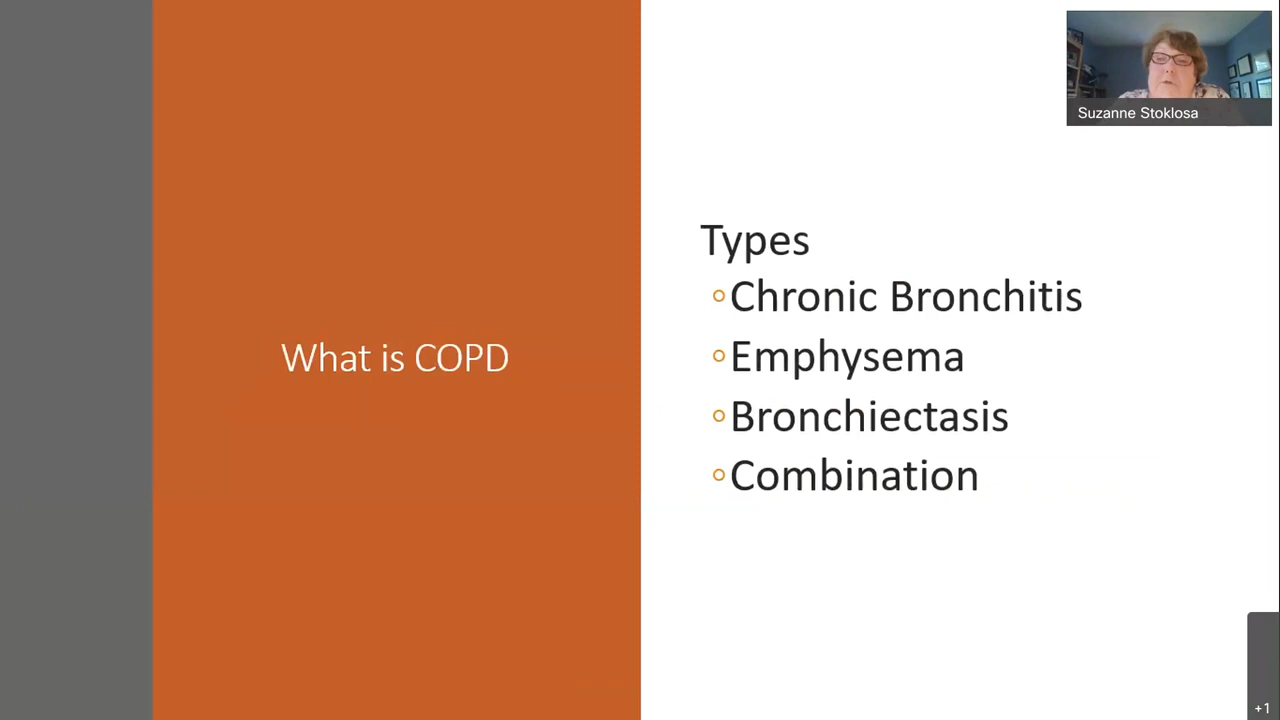 Suzanne Stoklosa
What is COPD
Types
Chronic Bronchitis
Emphysema
Bronchiectasis
Combination
+1